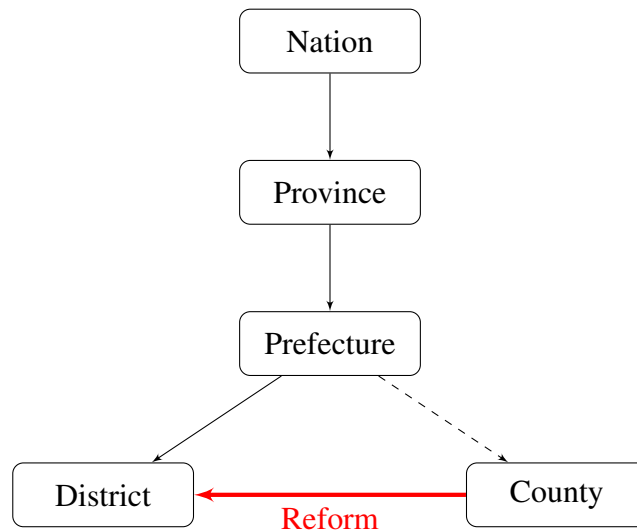 Nation
Province
Prefecture
District
County
Reform